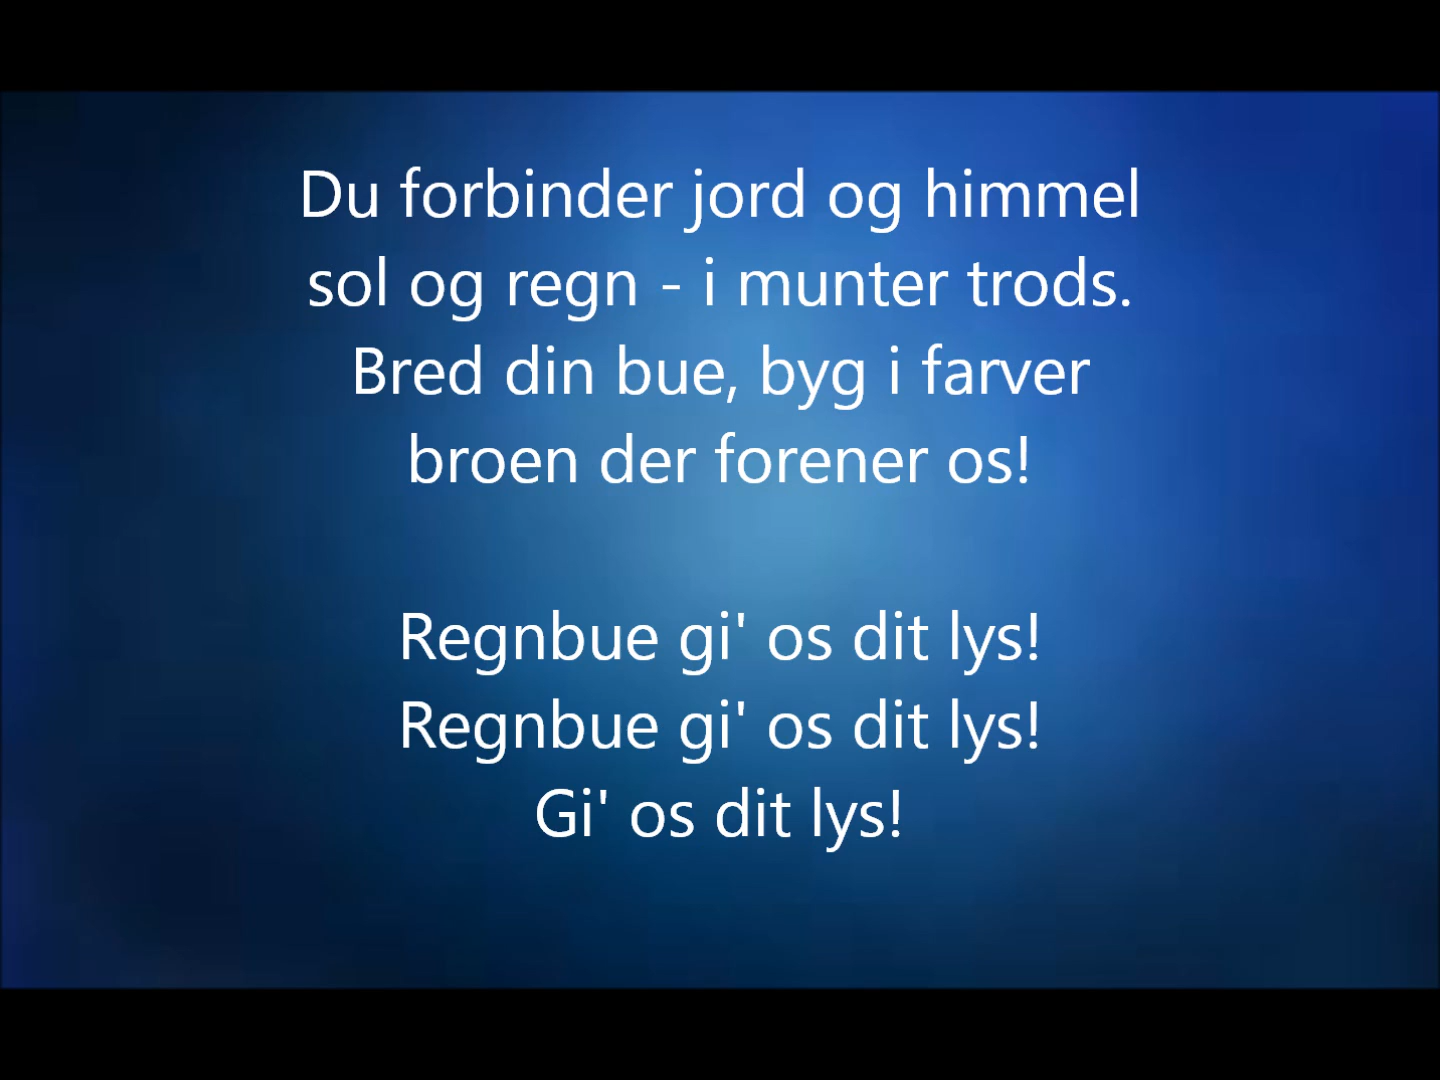 Du forbinder jord og himmel
sol og regn - i munter trods.
Bred din bue, byg i farver
broen der forener os!
Regnbue gi' os dit lys!
Regnbue gi' os dit lys!
Gi' os dit lys!